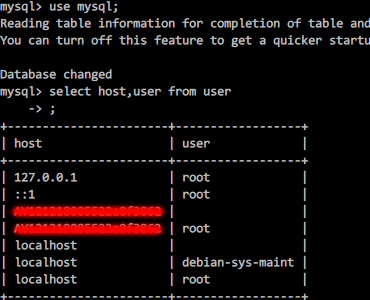 mysql> use mysql;
Reading table information for completion of table and
You can turn off this feature to get a quicker startu
Database changed
mysql> select host,user from user
-> ;
+--------------------+------------------+
| host | user |
+--------------------+------------------+
| 127.0.0.1 | root |
| ::1 | root |
| | |
| | root |
| localhost | |
| localhost | debian-sys-maint |
| localhost | root |
+--------------------+------------------+